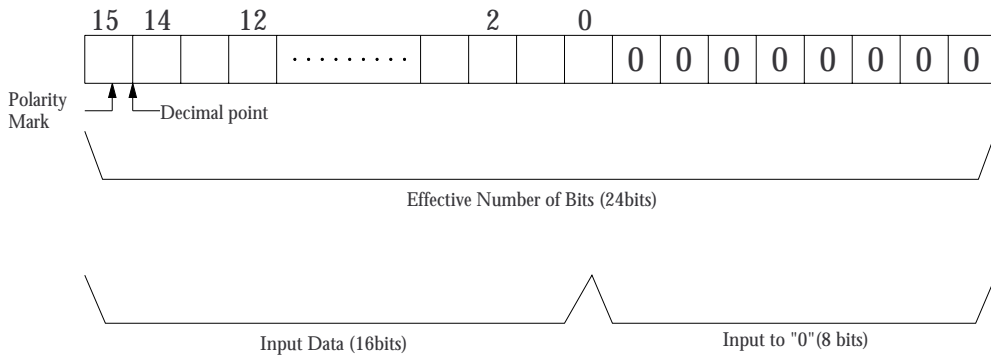 15 14 12 2 0
......... 0 0 0 0 0 0 0 0
Polarity
Mark
Decimal point
Effective Number of Bits (24bits)
Input Data (16bits)
Input to "0"(8 bits)